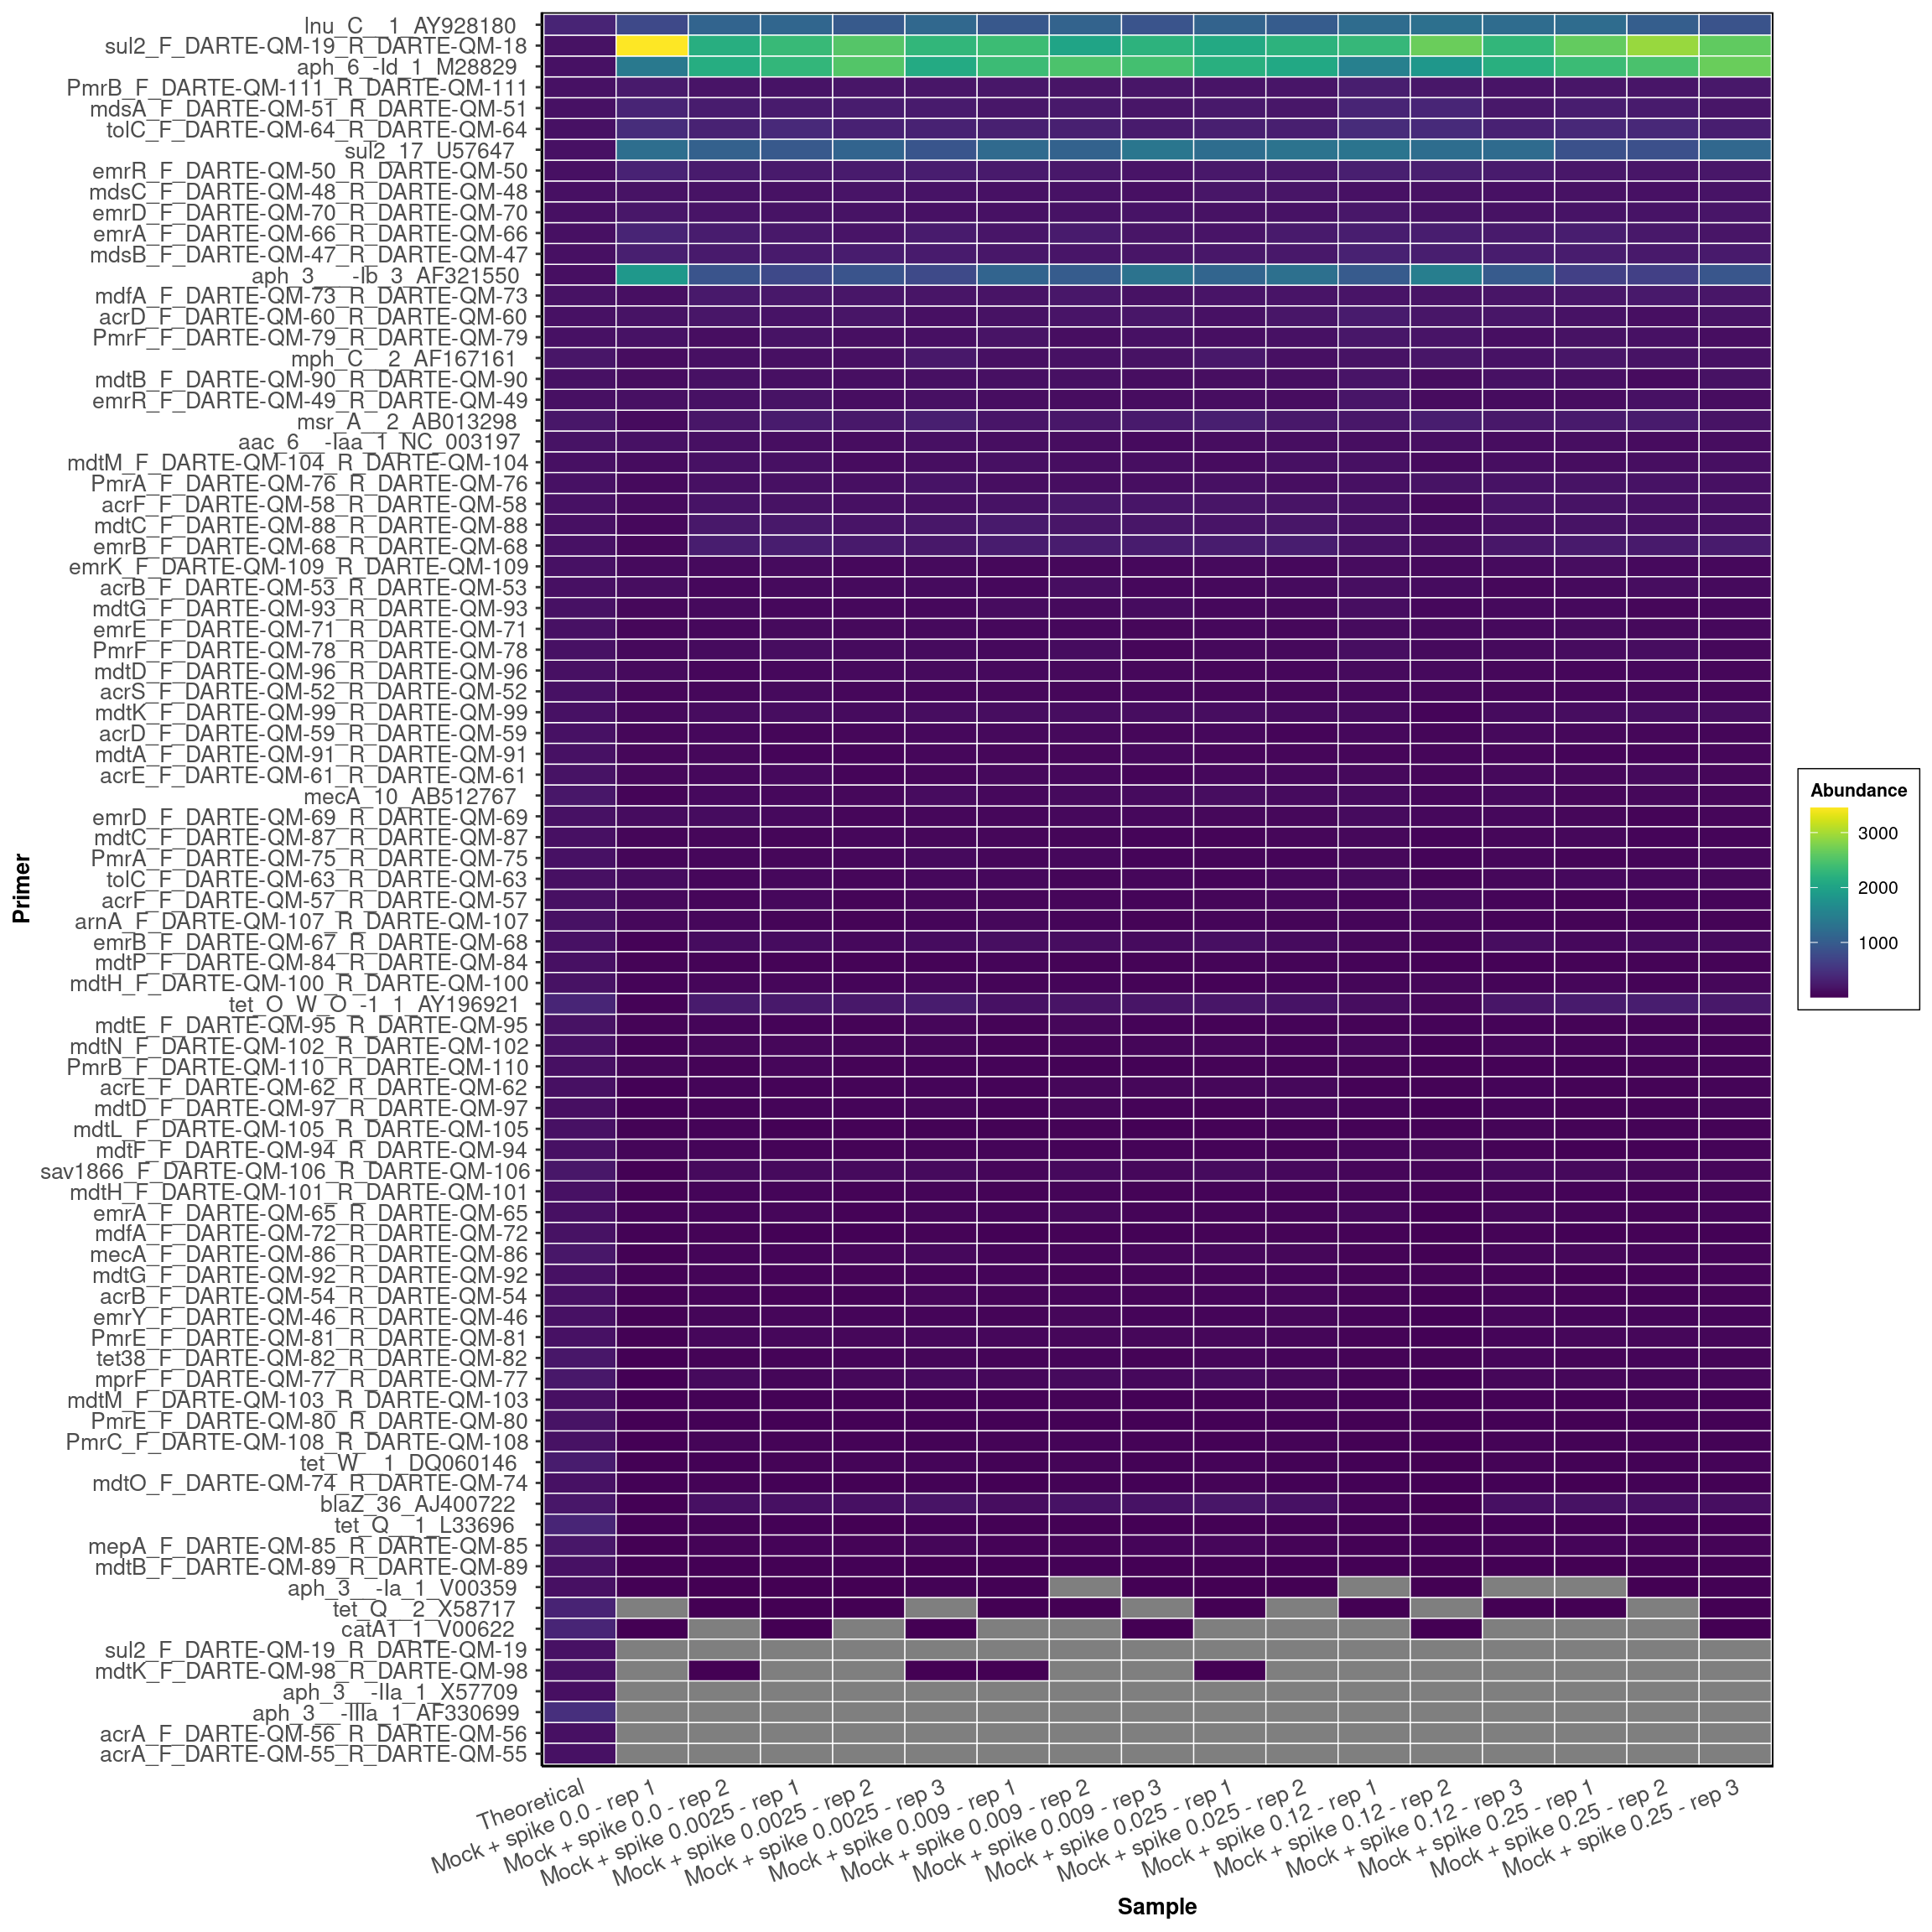 lnu_C__1_AY928180
sul2_F_DARTE-QM-19_R_DARTE-QM-18
aph_6_-Id_1_M28829
PmrB_F_DARTE-QM-111_R_DARTE-QM-111
mdsA_F_DARTE-QM-51_R_DARTE-QM-51
tolC_F_DARTE-QM-64_R_DARTE-QM-64
sul2_17_U57647
emrR_F_DARTE-QM-50_R_DARTE-QM-50
mdsC_F_DARTE-QM-48_R_DARTE-QM-48
emrD_F_DARTE-QM-70_R_DARTE-QM-70
emrA_F_DARTE-QM-66_R_DARTE-QM-66
mdsB_F_DARTE-QM-47_R_DARTE-QM-47
aph_3___-Ib_3_AF321550
mdfA_F_DARTE-QM-73_R_DARTE-QM-73
acrD_F_DARTE-QM-60_R_DARTE-QM-60
PmrF_F_DARTE-QM-79_R_DARTE-QM-79
mph_C__2_AF167161
mdtB_F_DARTE-QM-90_R_DARTE-QM-90
emrR_F_DARTE-QM-49_R_DARTE-QM-49
msr_A__2_AB013298
aac_6__-Iaa_1_NC_003197
mdtM_F_DARTE-QM-104_R_DARTE-QM-104
PmrA_F_DARTE-QM-76_R_DARTE-QM-76
acrF_F_DARTE-QM-58_R_DARTE-QM-58
mdtC_F_DARTE-QM-88_R_DARTE-QM-88
emrB_F_DARTE-QM-68_R_DARTE-QM-68
emrK_F_DARTE-QM-109_R_DARTE-QM-109
acrB_F_DARTE-QM-53_R_DARTE-QM-53
mdtG_F_DARTE-QM-93_R_DARTE-QM-93
emrE_F_DARTE-QM-71_R_DARTE-QM-71
PmrF_F_DARTE-QM-78_R_DARTE-QM-78
mdtD_F_DARTE-QM-96_R_DARTE-QM-96
acrS_F_DARTE-QM-52_R_DARTE-QM-52
mdtK_F_DARTE-QM-99_R_DARTE-QM-99
acrD_F_DARTE-QM-59_R_DARTE-QM-59
mdtA_F_DARTE-QM-91_R_DARTE-QM-91
acrE_F_DARTE-QM-61_R_DARTE-QM-61
mecA_10_AB512767
emrD_F_DARTE-QM-69_R_DARTE-QM-69
mdtC_F_DARTE-QM-87_R_DARTE-QM-87
PmrA_F_DARTE-QM-75_R_DARTE-QM-75
tolC_F_DARTE-QM-63_R_DARTE-QM-63
acrF_F_DARTE-QM-57_R_DARTE-QM-57
arnA_F_DARTE-QM-107_R_DARTE-QM-107
emrB_F_DARTE-QM-67_R_DARTE-QM-68
mdtP_F_DARTE-QM-84_R_DARTE-QM-84
mdtH_F_DARTE-QM-100_R_DARTE-QM-100
tet_O_W_O_-1_1_AY196921
mdtE_F_DARTE-QM-95_R_DARTE-QM-95
mdtN_F_DARTE-QM-102_R_DARTE-QM-102
PmrB_F_DARTE-QM-110_R_DARTE-QM-110
acrE_F_DARTE-QM-62_R_DARTE-QM-62
mdtD_F_DARTE-QM-97_R_DARTE-QM-97
mdtL_F_DARTE-QM-105_R_DARTE-QM-105
mdtF_F_DARTE-QM-94_R_DARTE-QM-94
sav1866_F_DARTE-QM-106_R_DARTE-QM-106
mdtH_F_DARTE-QM-101_R_DARTE-QM-101
emrA_F_DARTE-QM-65_R_DARTE-QM-65
mdfA_F_DARTE-QM-72_R_DARTE-QM-72
mecA_F_DARTE-QM-86_R_DARTE-QM-86
mdtG_F_DARTE-QM-92_R_DARTE-QM-92
acrB_F_DARTE-QM-54_R_DARTE-QM-54
emrY_F_DARTE-QM-46_R_DARTE-QM-46
PmrE_F_DARTE-QM-81_R_DARTE-QM-81
tet38_F_DARTE-QM-82_R_DARTE-QM-82
mprF_F_DARTE-QM-77_R_DARTE-QM-77
mdtM_F_DARTE-QM-103_R_DARTE-QM-103
PmrE_F_DARTE-QM-80_R_DARTE-QM-80
PmrC_F_DARTE-QM-108_R_DARTE-QM-108
tet_W__1_DQ060146
mdtO_F_DARTE-QM-74_R_DARTE-QM-74
blaZ_36_AJ400722
tet_Q__1_L33696
mepA_F_DARTE-QM-85_R_DARTE-QM-85
mdtB_F_DARTE-QM-89_R_DARTE-QM-89
aph_3__-Ia_1_V00359
tet_Q__2_X58717
catA1_1_V00622
sul2_F_DARTE-QM-19_R_DARTE-QM-19
mdtK_F_DARTE-QM-98_R_DARTE-QM-98
aph_3__-IIa_1_X57709
aph_3__-IIIa_1_AF330699
acrA_F_DARTE-QM-56_R_DARTE-QM-56
acrA_F_DARTE-QM-55_R_DARTE-QM-55
Primer
Theoretical
Mock + spike 0.0 - rep 1
Mock + spike 0.0 - rep 2
Mock + spike 0.0025 - rep 1
Mock + spike 0.0025 - rep 2
Mock + spike 0.0025 - rep 3
Mock + spike 0.009 - rep 1
Mock + spike 0.009 - rep 2
Mock + spike 0.009 - rep 3
Mock + spike 0.025 - rep 1
Mock + spike 0.025 - rep 2
Mock + spike 0.12 - rep 1
Mock + spike 0.12 - rep 2
Mock + spike 0.12 - rep 3
Mock + spike 0.25 - rep 1
Mock + spike 0.25 - rep 2
Mock + spike 0.25 - rep 3
Sample
Abundance
3000
2000
1000